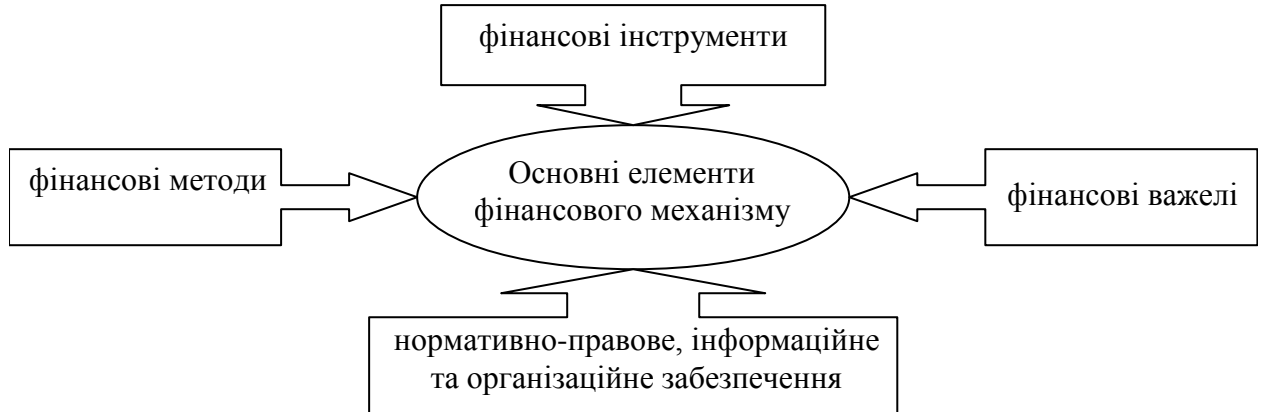 фінансові інструменти
фінансові методи
Основні елементи
фінансового механізму
фінансові важелі
нормативно-правове, інформаційне
та організаційне забезпечення